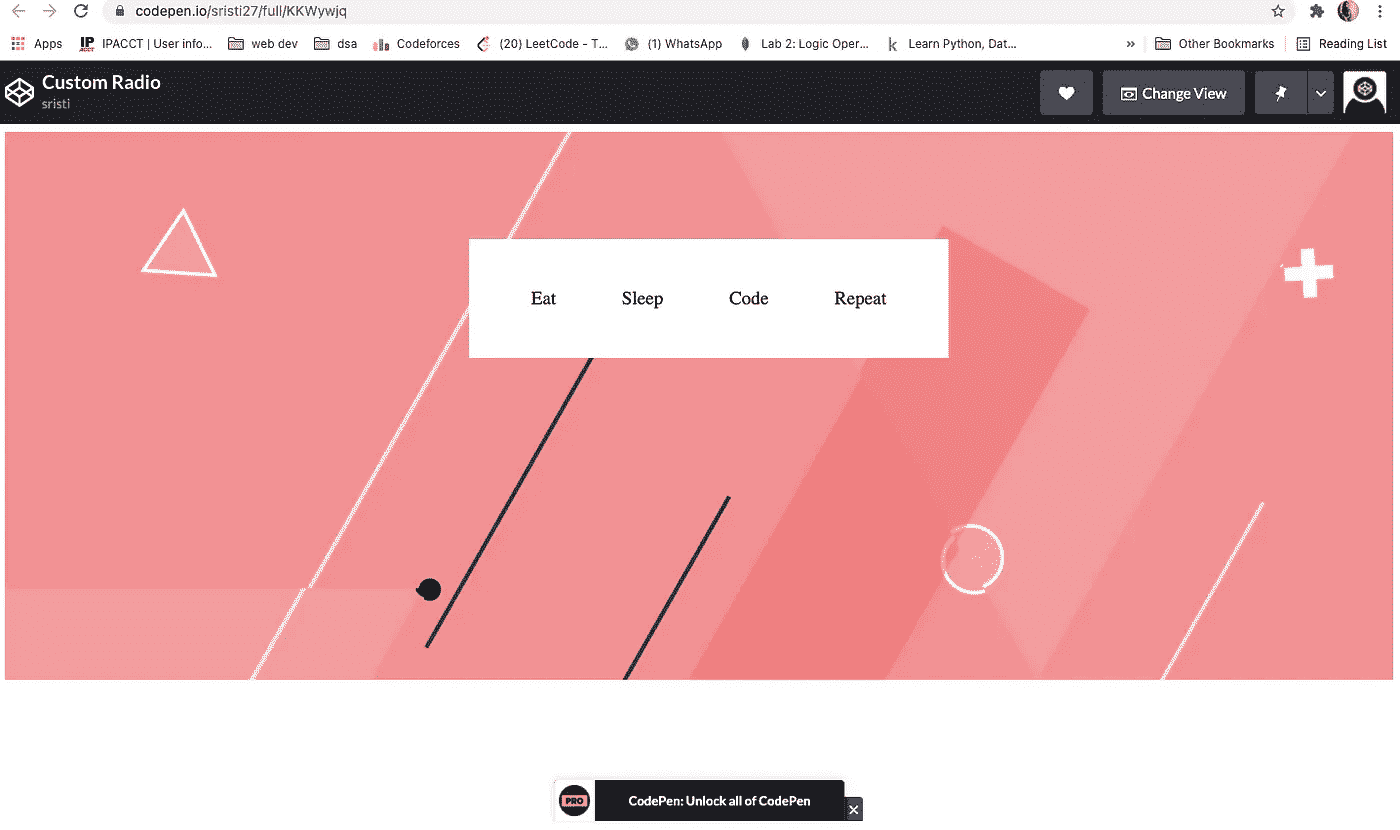 codepen.io/sristi27/full/KKWywjq
Apps IPACCT | User info... web dev dsa Codeforces (20) LeetCode - T... (1) WhatsApp Lab 2: Logic Oper... Learn Python, Dat... » Other Bookmarks Reading List
Custom Radio
sristi
Change View
Eat Sleep Code Repeat
PRO CodePen: Unlock all of CodePen